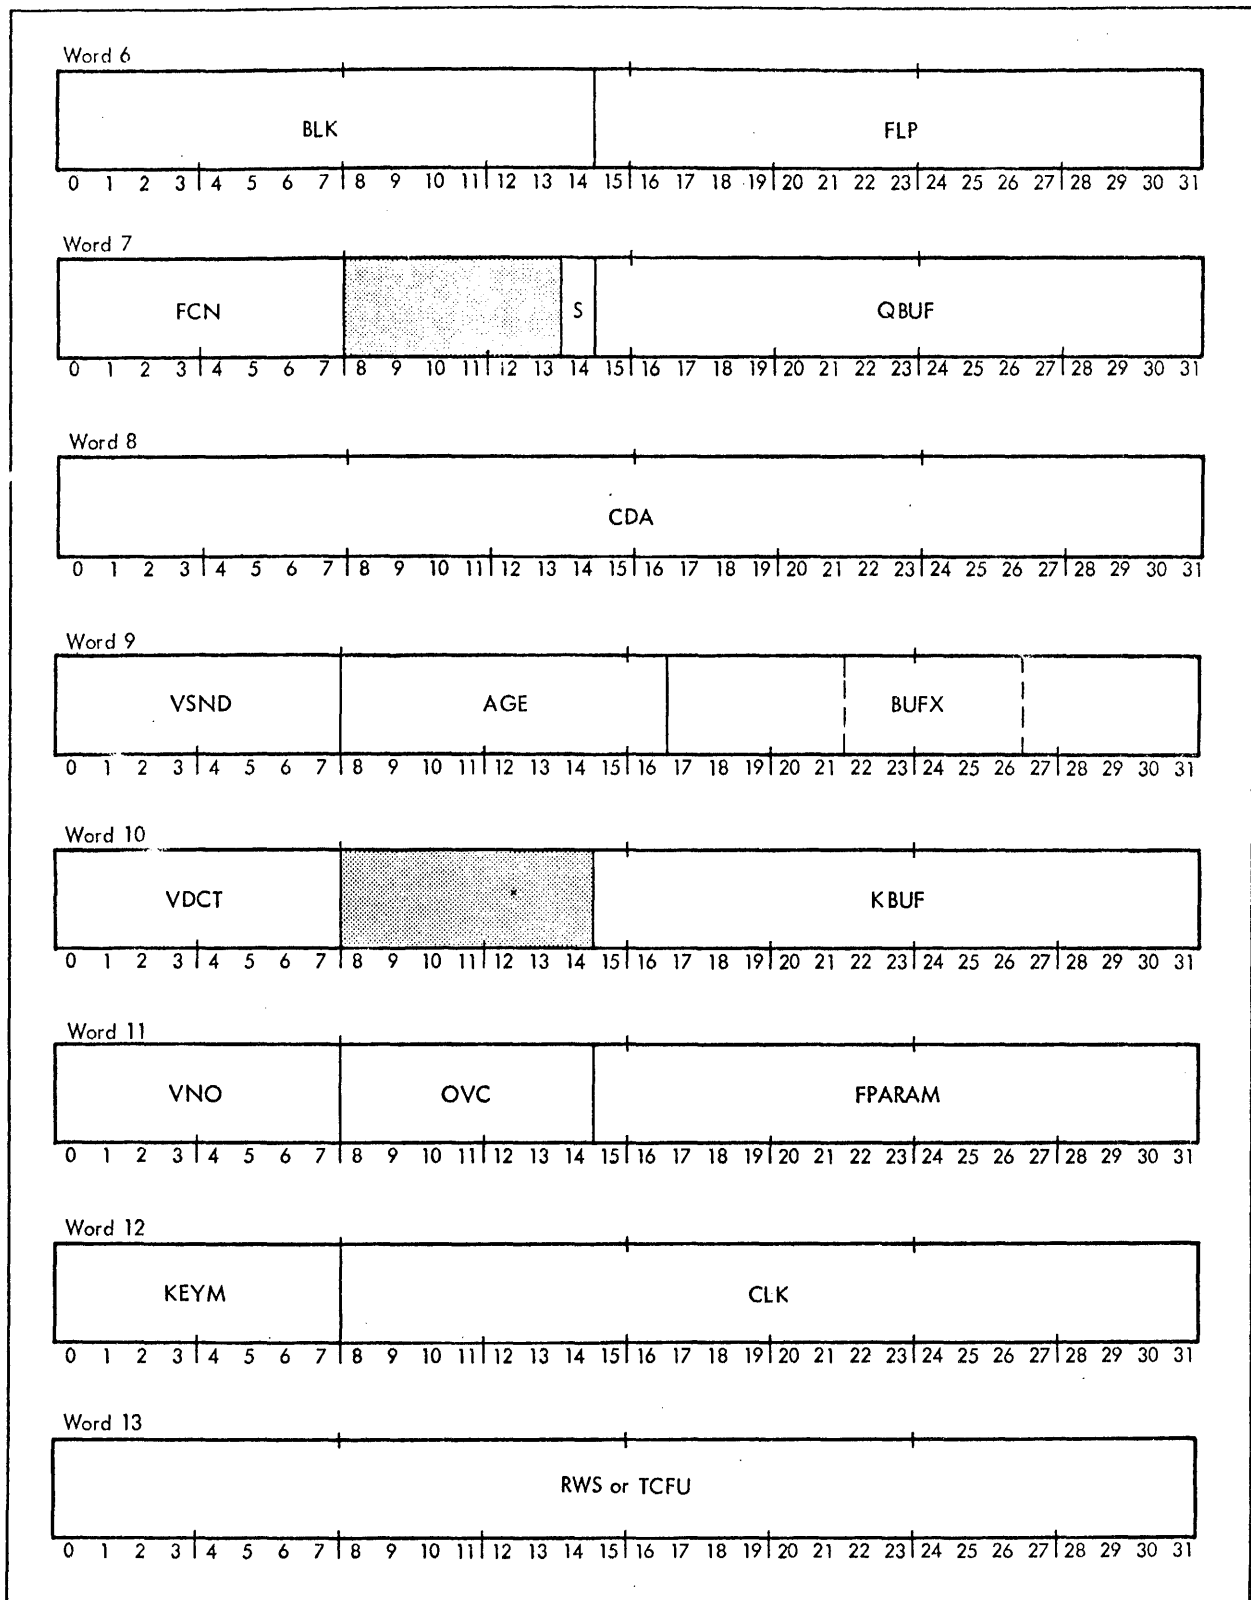 Word 6
BLK FLP
0 1 2 3 4 5 6 7 8 9 10 11 12 13 14 15 16 17 18 19 20 21 22 23 24 25 26 27 28 29 30 31
Word 7
FCN S QBUF
0 1 2 3 4 5 6 7 8 9 10 11 12 13 14 15 16 17 18 19 20 21 22 23 24 25 26 27 28 29 30 31
Word 8
CDA
0 1 2 3 4 5 6 7 8 9 10 11 12 13 14 15 16 17 18 19 20 21 22 23 24 25 26 27 28 29 30 31
Word 9
VSND AGE BUFX
0 1 2 3 4 5 6 7 8 9 10 11 12 13 14 15 16 17 18 19 20 21 22 23 24 25 26 27 28 29 30 31
Word 10
VDCT KBUF
0 1 2 3 4 5 6 7 8 9 10 11 12 13 14 15 16 17 18 19 20 21 22 23 24 25 26 27 28 29 30 31
Word 11
VNO OVC FPARAM
0 1 2 3 4 5 6 7 8 9 10 11 12 13 14 15 16 17 18 19 20 21 22 23 24 25 26 27 28 29 30 31
Word 12
KEYM CLK
0 1 2 3 4 5 6 7 8 9 10 11 12 13 14 15 16 17 18 19 20 21 22 23 24 25 26 27 28 29 30 31
Word 13
RWS or TCFU
0 1 2 3 4 5 6 7 8 9 10 11 12 13 14 15 16 17 18 19 20 21 22 23 24 25 26 27 28 29 30 31